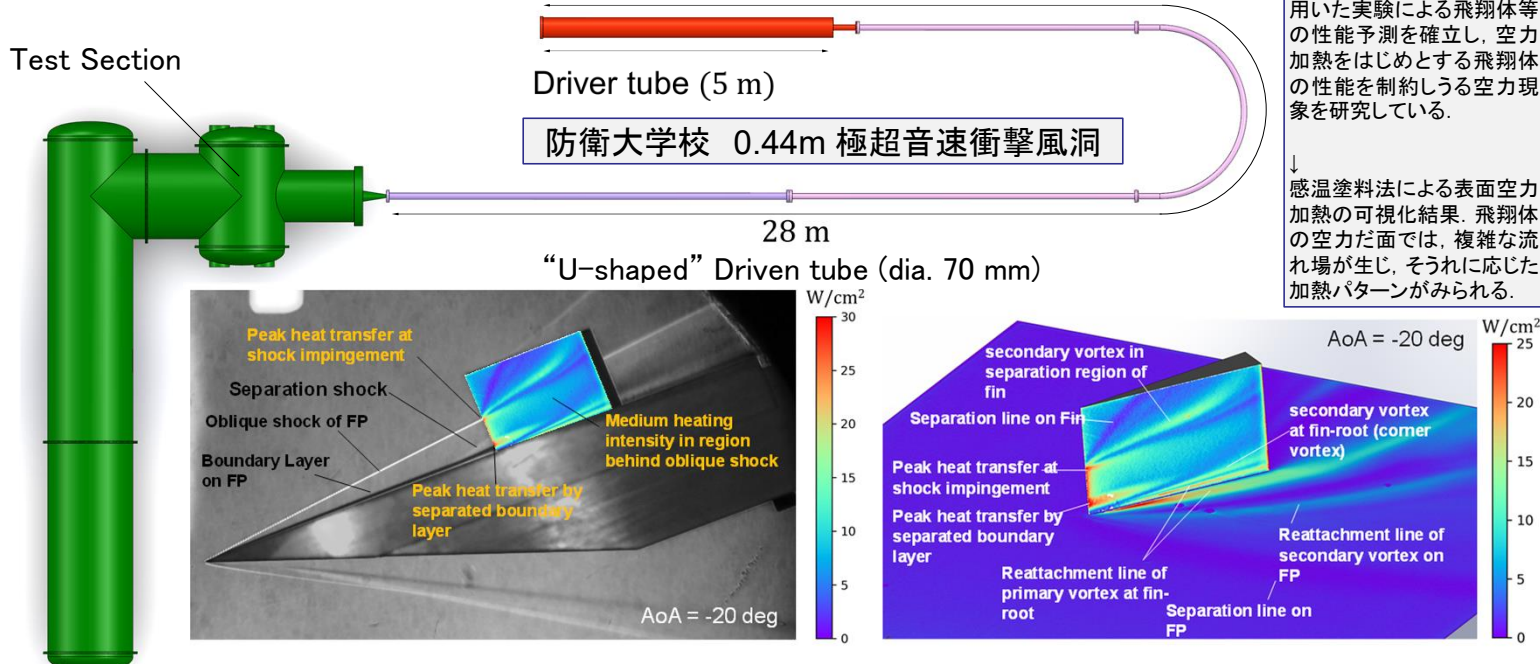 Test Section
Driver tube (5 m)
防衛大学校 0.44m 極超音速衝撃風洞
28 m
“U-shaped” Driven tube (dia. 70 mm)
用いた実験による飛翔体等
の性能予測を確立し, 空力
加熱をはじめとする飛翔体
の性能を制約しうる空力現
象を研究している.
↓
感温塗料法による表面空力
加熱の可視化結果. 飛翔体
の空力だ面では, 複雑な流
れ場が生じ, そうれに応じた
加熱パターンがみられる.
Peak heat transfer at
shock impingement
Separation shock
Oblique shock of FP
Boundary Layer
on FP
Peak heat transfer by
separated boundary
layer
Medium heating
intensity in region
behind oblique shock
AoA = -20 deg
W/cm²
30
25
20
15
10
5
0
AoA = -20 deg
secondary vortex in
separation region of
fin
Separation line on Fin
Peak heat transfer at
shock impingement
Peak heat transfer by
separated boundary
layer
Reattachment line of
primary vortex at fin-
root
Separation line on
FP
secondary vortex
at fin-root (corner
vortex)
Reattachment line of
secondary vortex on
FP
W/cm²
25
20
15
10
5
0